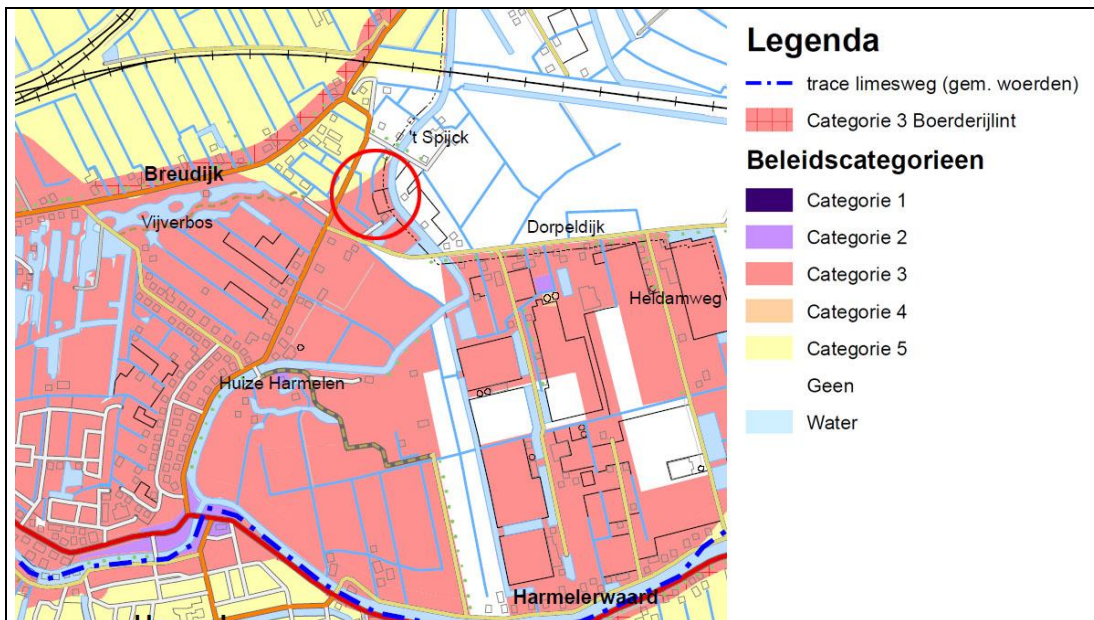 't Spijck
Breudijk
Vijverbos
Dorpeldijk
Heldamweg
Huize Harmelen
Harmelerwaard
Legenda
trace limesweg (gem. woerden)
Categorie 3 Boerderijlint
Beleidscategorieen
Categorie 1
Categorie 2
Categorie 3
Categorie 4
Categorie 5
Geen
Water